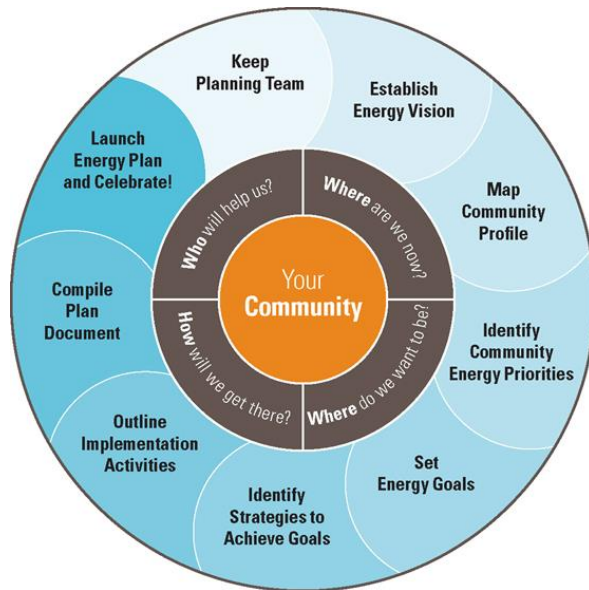 Keep
Planning Team
Establish
Energy Vision
Map
Community
Profile
Identify
Community
Energy Priorities
Set
Energy Goals
Identify
Strategies to
Achieve Goals
Outline
Implementation
Activities
Compile
Plan
Document
Launch
Energy Plan
and Celebrate!
Who will help us?
Where are we now?
Where do we want to be?
How will we get there?
Your
Community